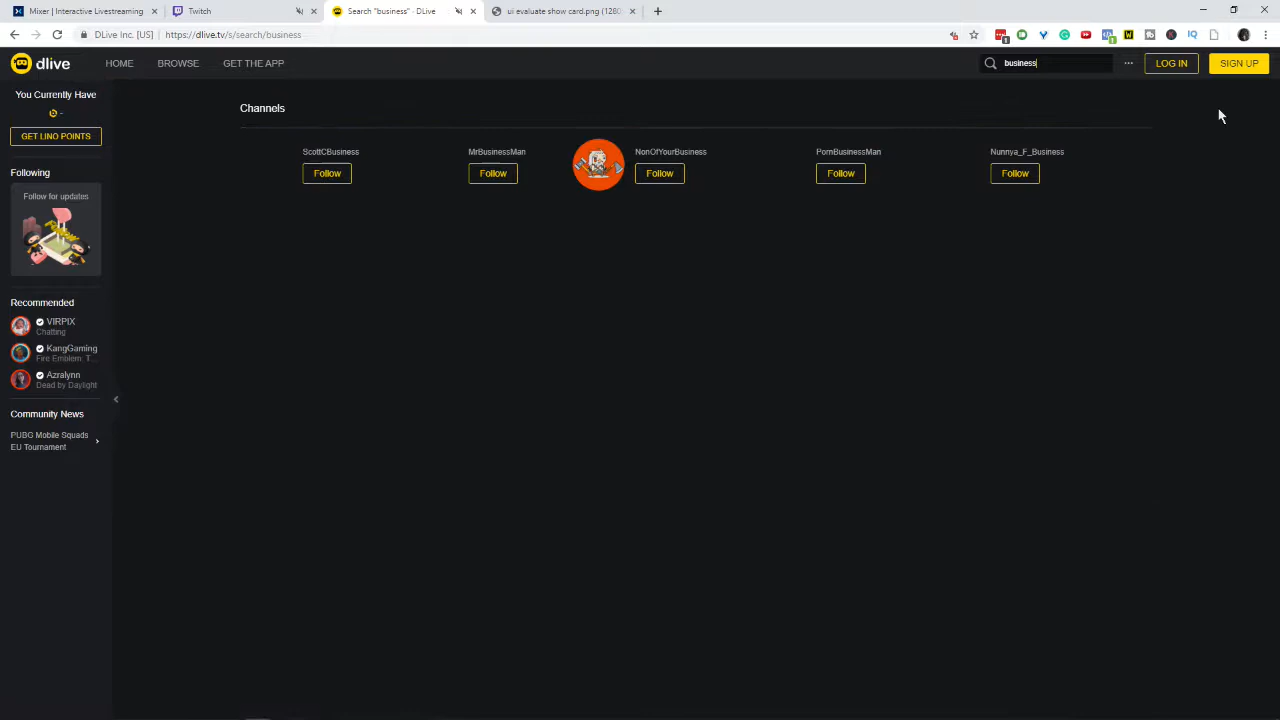 Mixer | Interactive Livestreaming
Twitch
Search "business" - DLive
ui evaluate show card.png (1280
DLive Inc. [US] | https://dlive.tv/s/search/business
dlive
HOME
BROWSE
GET THE APP
business
LOG IN
SIGN UP
You Currently Have
-
GET LINO POINTS
Following
Follow for updates
Recommended
VIRPIX
Chatting
KangGaming
Fire Emblem: T...
Azralynn
Dead by Daylight
Community News
PUBG Mobile Squads
EU Tournament
Channels
ScottCBusiness
Follow
MrBusinessMan
Follow
NonOfYourBusiness
Follow
PornBusinessMan
Follow
Nunnya_F_Business
Follow